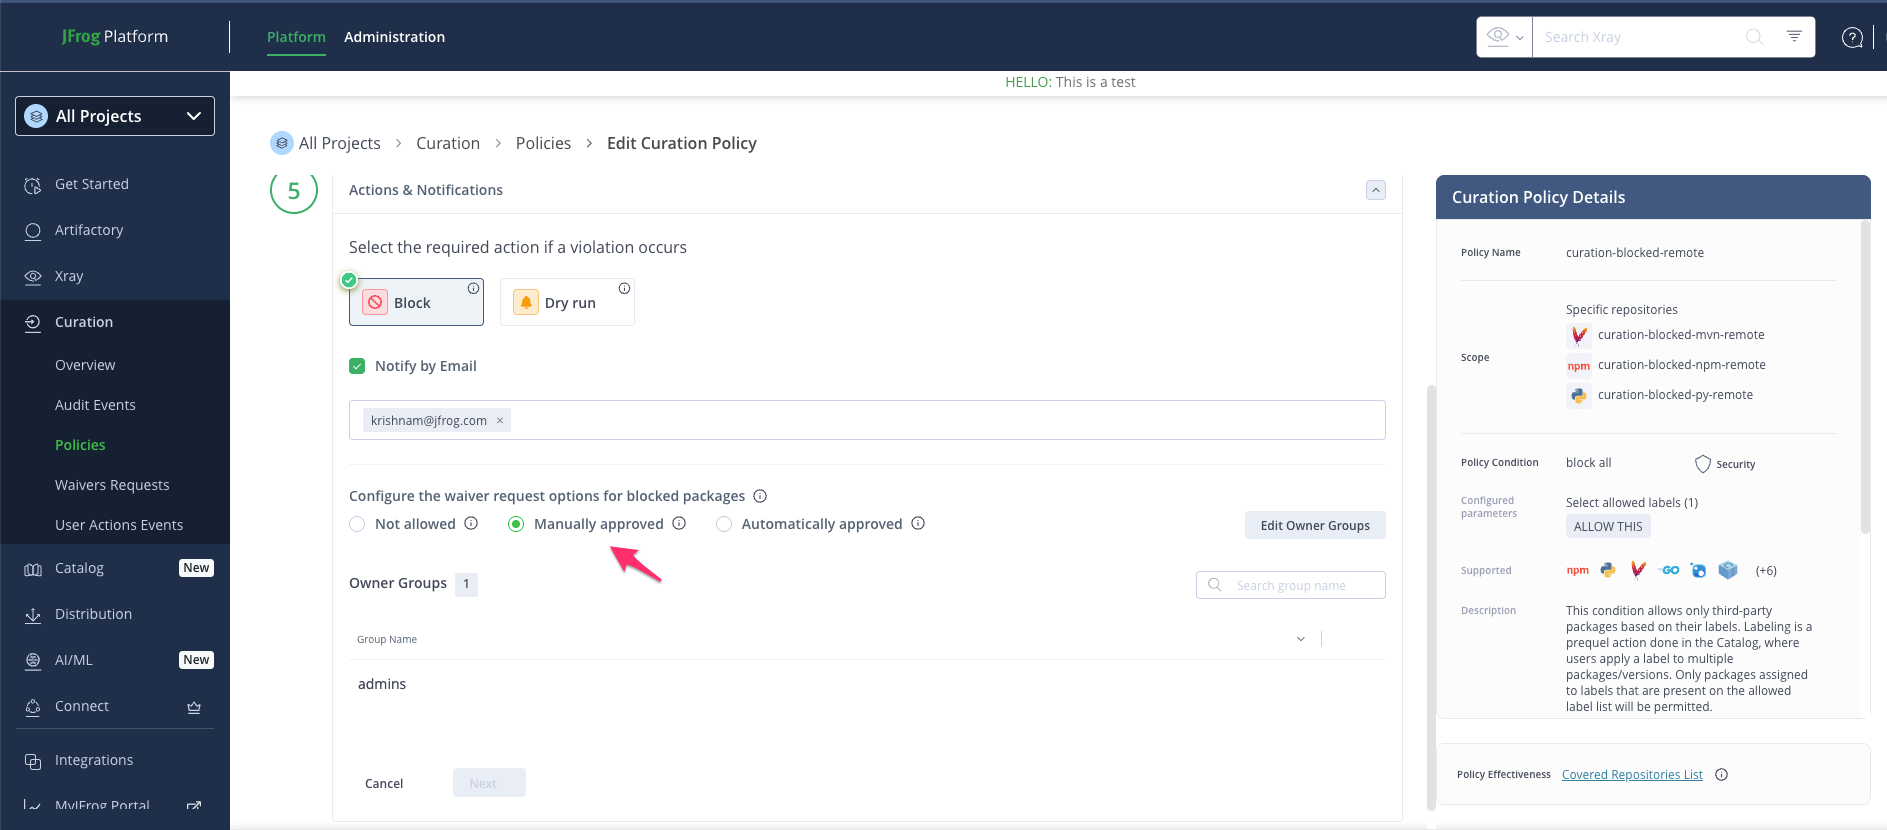 JFrog Platform
Platform
Administration
Search Xray
HELLO: This is a test
All Projects
Get Started
Artifactory
Xray
Curation
Overview
Audit Events
Policies
Waivers Requests
User Actions Events
Catalog New
Distribution
AI/ML New
Connect
Integrations
MyJFrog Portal
All Projects > Curation > Policies > Edit Curation Policy
5
Actions & Notifications
Select the required action if a violation occurs
Block
Dry run
Notify by Email
krishnam@jfrog.com ×
Configure the waiver request options for blocked packages
Not allowed
Manually approved
Automatically approved
Edit Owner Groups
Owner Groups 1
Search group name
Group Name
admins
Cancel
Next
Curation Policy Details
Policy Name curation-blocked-remote
Specific repositories
Scope
curation-blocked-mvn-remote
npm curation-blocked-npm-remote
curation-blocked-py-remote
Policy Condition block all Security
Configured
parameters
Select allowed labels (1)
ALLOW THIS
Supported npm GO (+6)
Description
This condition allows only third-party
packages based on their labels. Labeling is a
prequel action done in the Catalog, where
users apply a label to multiple
packages/versions. Only packages assigned
to labels that are present on the allowed
label list will be permitted.
Policy Effectiveness Covered Repositories List